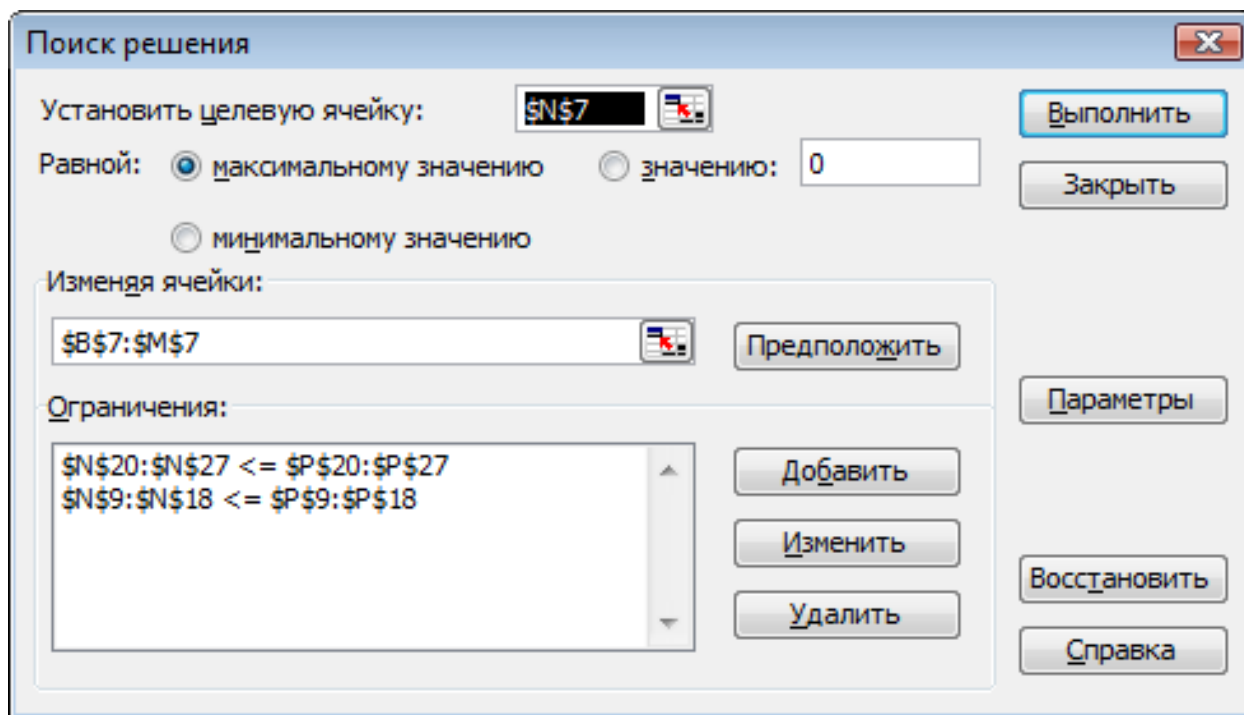 Поиск решения
Установить целевую ячейку: $N$7
Выполнить
Равной: максимальному значению значению: 0
Закрыть
минимальному значению
Изменяя ячейки:
$B$7:$M$7
Предположить
Ограничения:
Параметры
$N$20:$N$27 <= $P$20:$P$27
$N$9:$N$18 <= $P$9:$P$18
Добавить
Изменить
Восстановить
Удалить
Справка